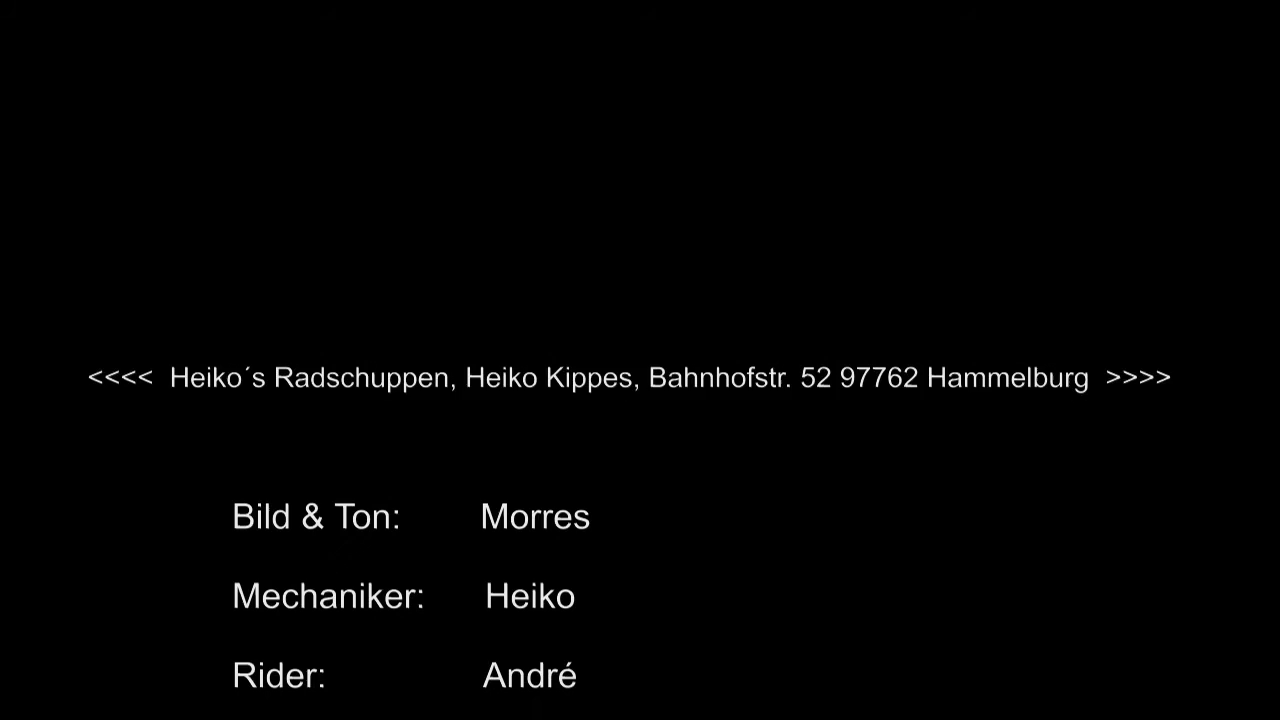 <<<< Heiko´s Radschuppen, Heiko Kippes, Bahnhofstr. 52 97762 Hammelburg >>>>
Bild & Ton: Morres
Mechaniker: Heiko
Rider: André